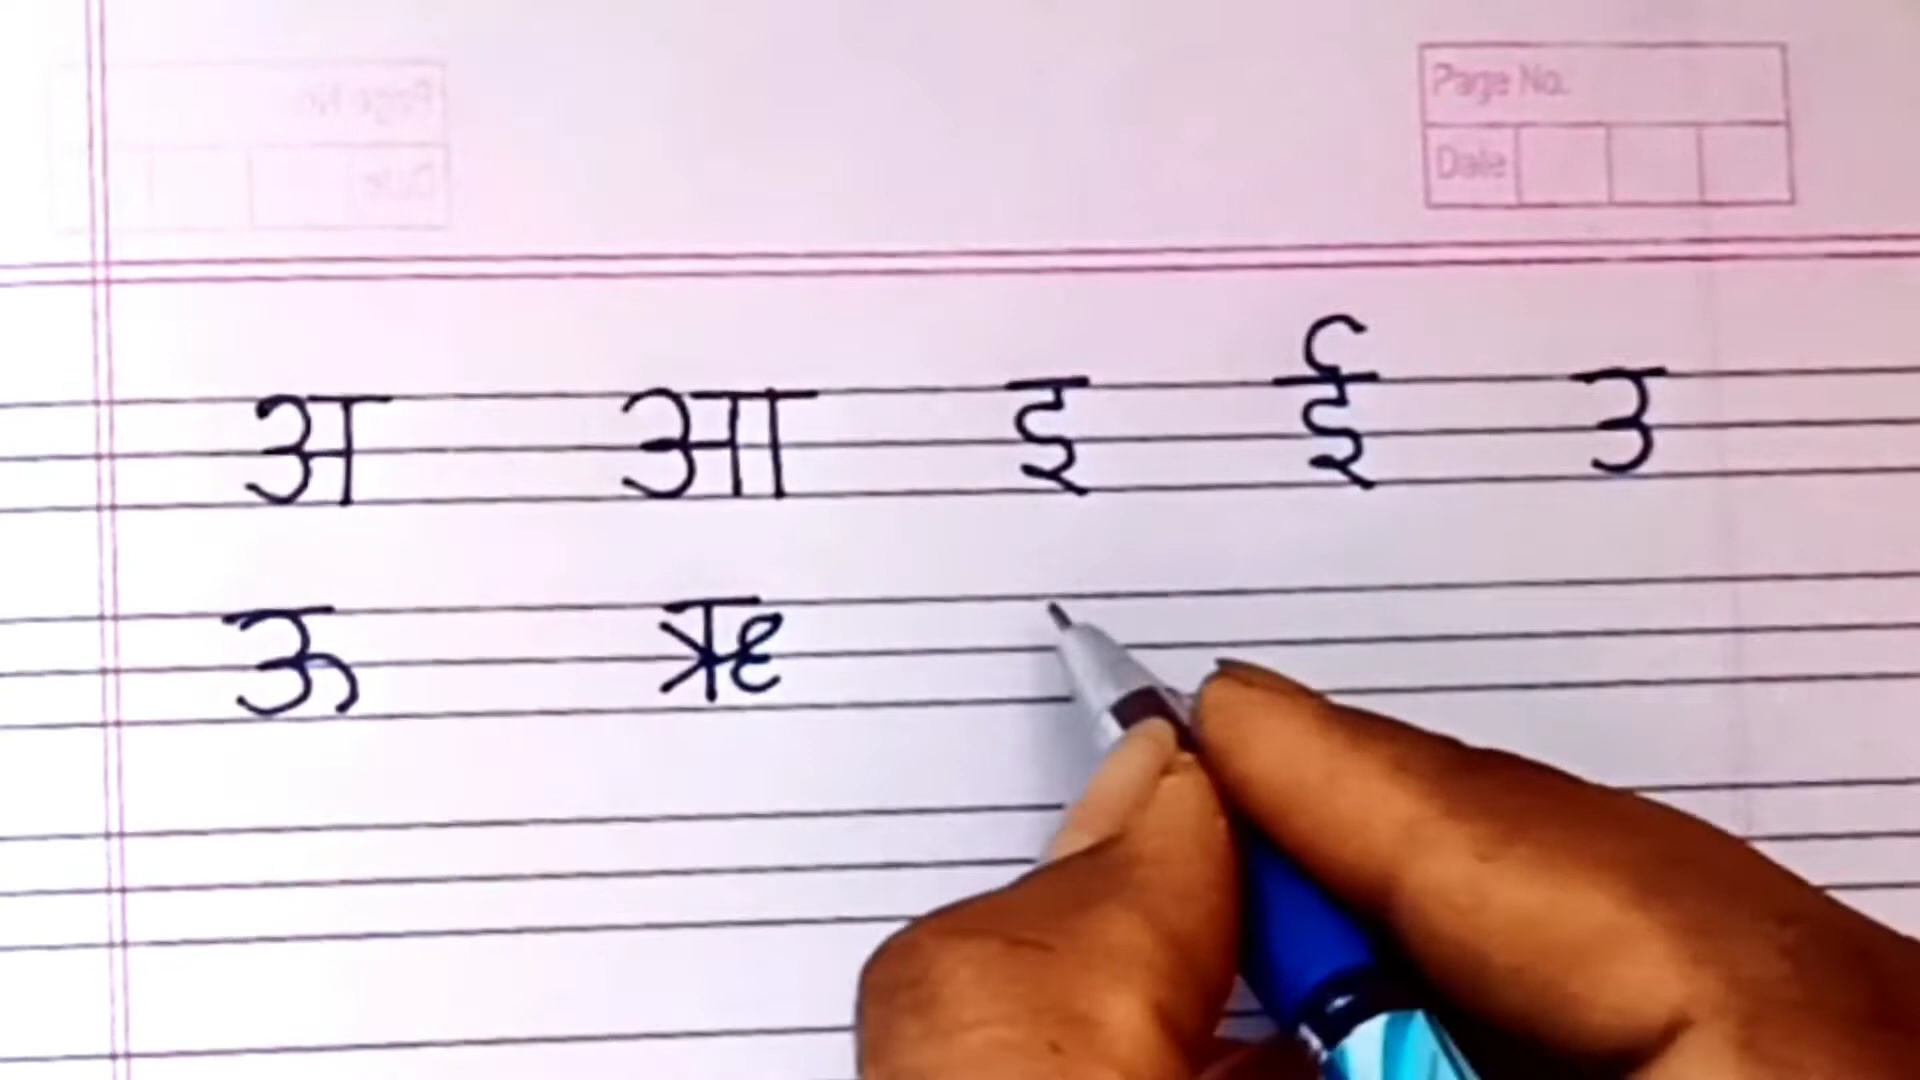 Page No.
Date
अ आ इ ई उ
ऊ ऋ